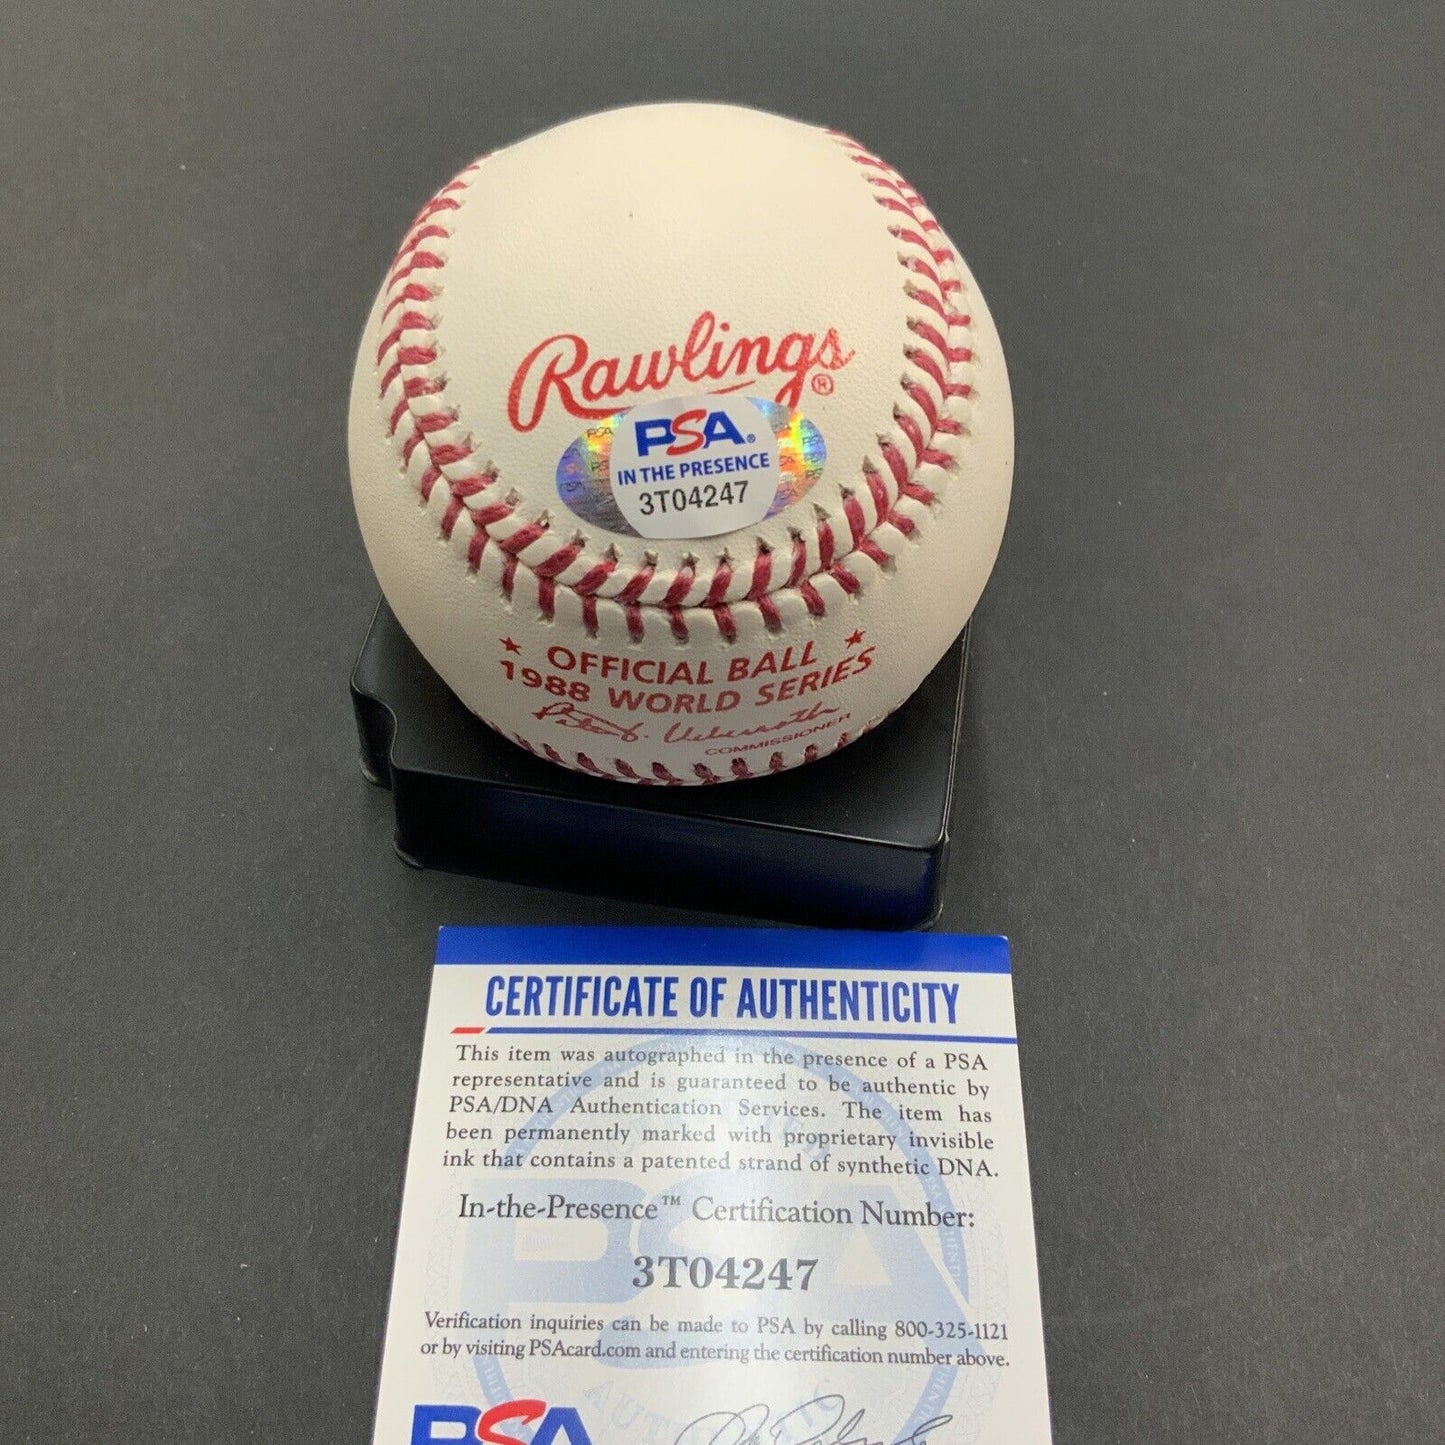 Rawlings®
PSA®
IN THE PRESENCE
3T04247
★ OFFICIAL BALL ★
1988 WORLD SERIES
COMMISSIONER
CERTIFICATE OF AUTHENTICITY
This item was autographed in the presence of a PSA
representative and is guaranteed to be authentic by
PSA/DNA Authentication Services. The item has
been permanently marked with proprietary invisible
ink that contains a patented strand of synthetic DNA.
In-the-Presence™ Certification Number:
3T04247
Verification inquiries can be made to PSA by calling 800-325-1121
or by visiting PSAcard.com and entering the certification number above.
PSA